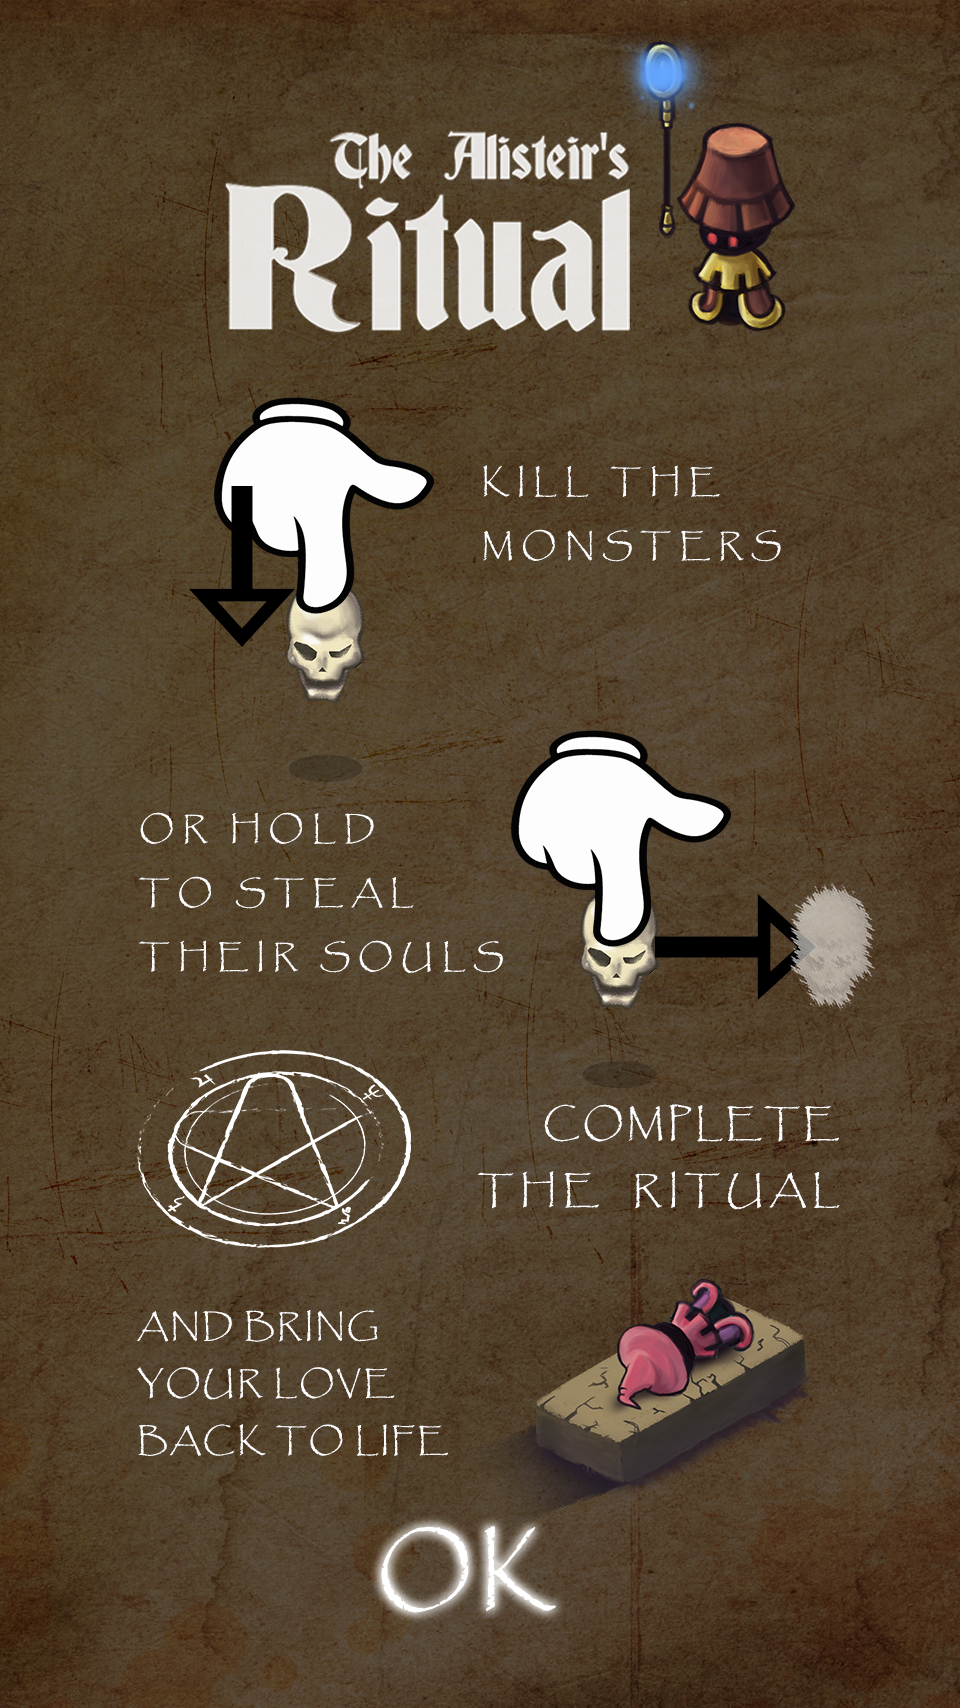 The Alisteir's
Ritual
KILL THE
MONSTERS
OR HOLD
TO STEAL
THEIR SOULS
COMPLETE
THE RITUAL
AND BRING
YOUR LOVE
BACK TO LIFE
OK